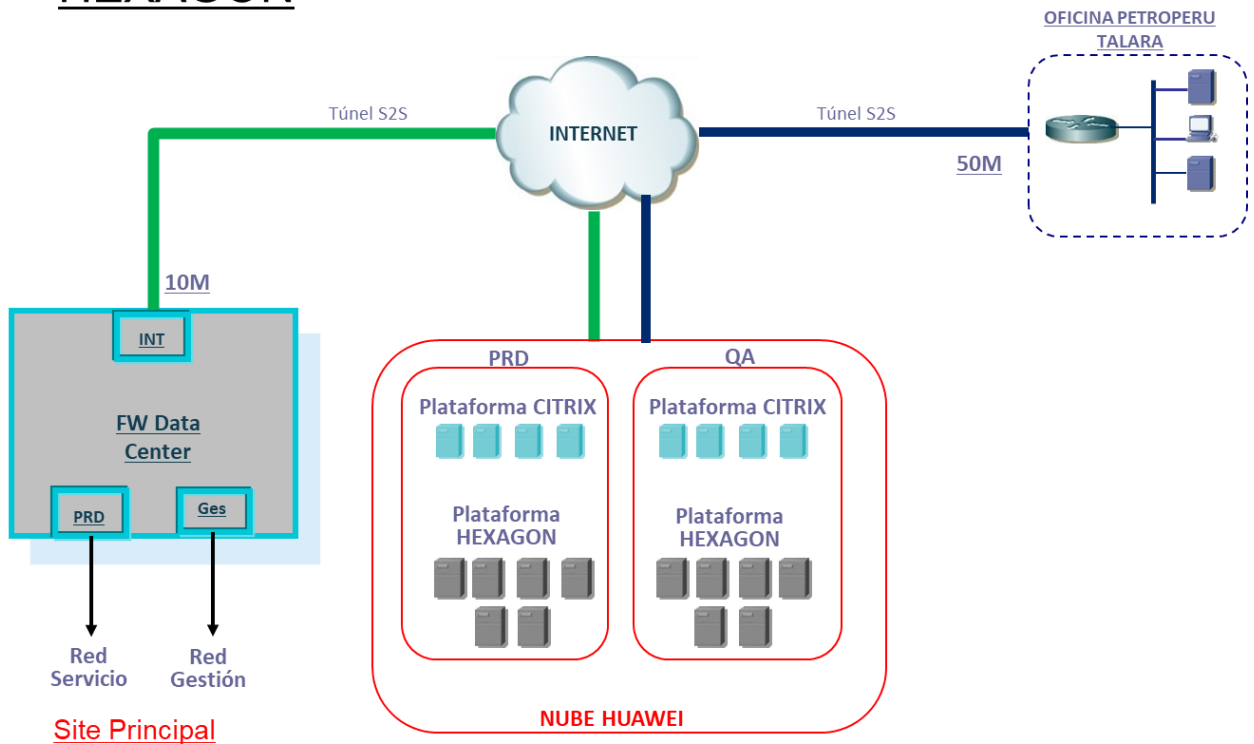 HEXAGON
OFICINA PETROPERU
TALARA
Túnel S2S
INTERNET
Túnel S2S
50M
10M
INT
FW Data
Center
PRD
Ges
Red
Servicio
Red
Gestión
Site Principal
PRD
QA
Plataforma CITRIX
Plataforma CITRIX
Plataforma
HEXAGON
Plataforma
HEXAGON
NUBE HUAWEI